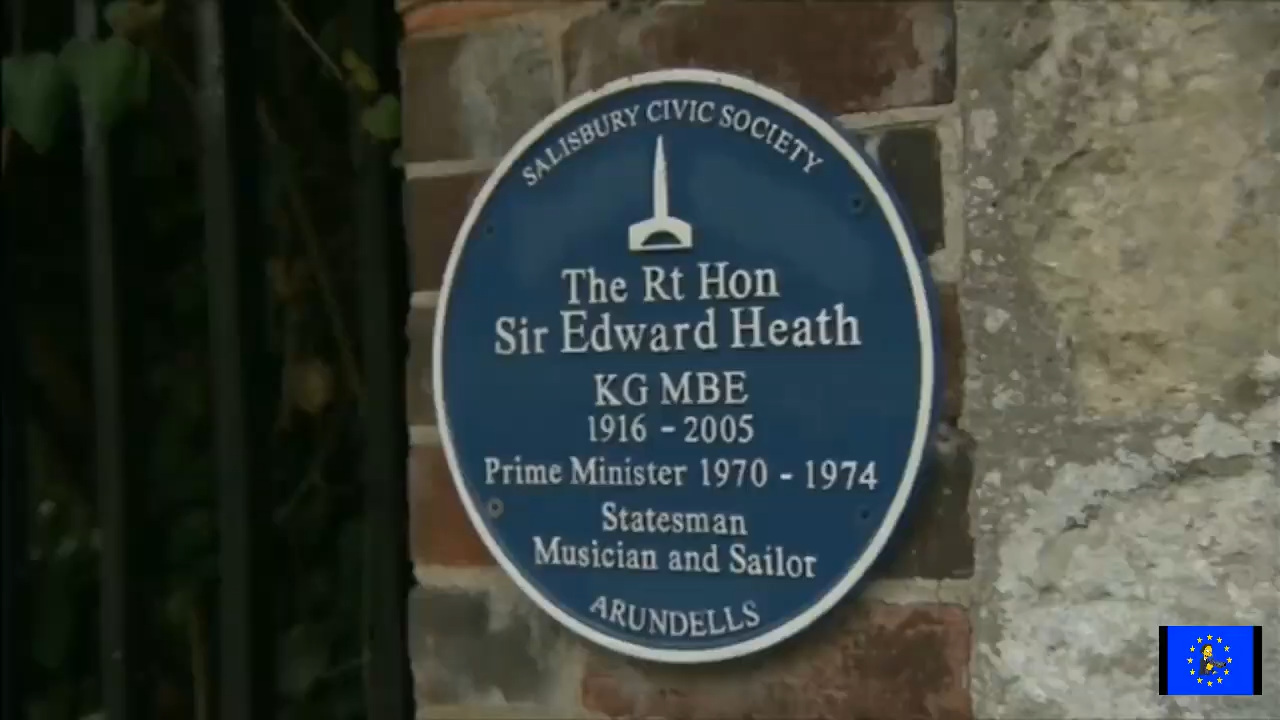 SALISBURY CIVIC SOCIETY
The Rt Hon
Sir Edward Heath
KG MBE
1916 - 2005
Prime Minister 1970 - 1974
Statesman
Musician and Sailor
ARUNDELLS